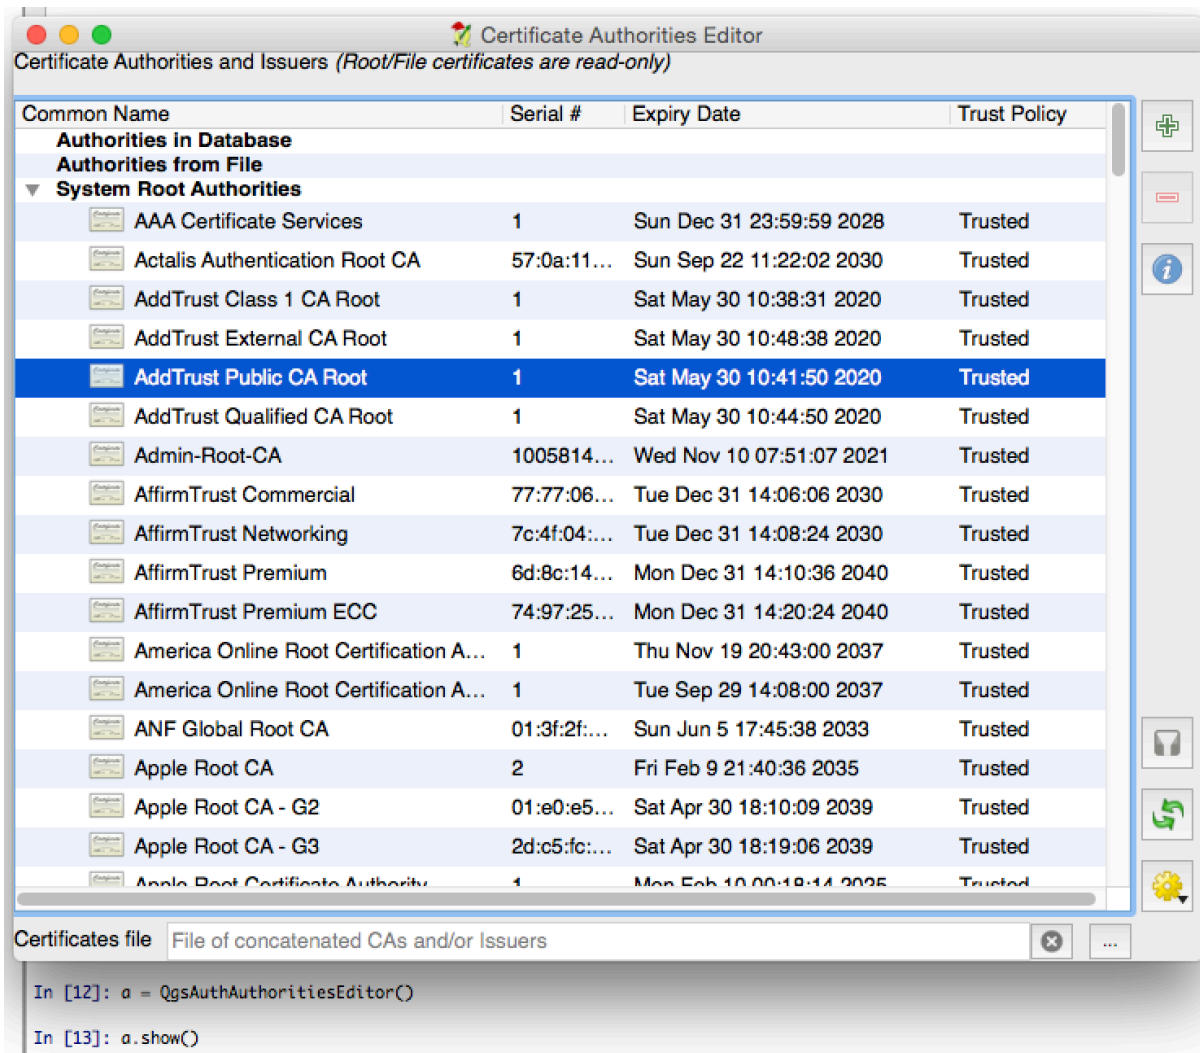 Certificate Authorities Editor
Certificate Authorities and Issuers (Root/File certificates are read-only)
Common Name Serial # Expiry Date Trust Policy
Authorities in Database
Authorities from File
System Root Authorities
AAA Certificate Services 1 Sun Dec 31 23:59:59 2028 Trusted
Actalis Authentication Root CA 57:0a:11... Sun Sep 22 11:22:02 2030 Trusted
AddTrust Class 1 CA Root 1 Sat May 30 10:38:31 2020 Trusted
AddTrust External CA Root 1 Sat May 30 10:48:38 2020 Trusted
AddTrust Public CA Root 1 Sat May 30 10:41:50 2020 Trusted
AddTrust Qualified CA Root 1 Sat May 30 10:44:50 2020 Trusted
Admin-Root-CA 1005814... Wed Nov 10 07:51:07 2021 Trusted
AffirmTrust Commercial 77:77:06... Tue Dec 31 14:06:06 2030 Trusted
AffirmTrust Networking 7c:4f:04:... Tue Dec 31 14:08:24 2030 Trusted
AffirmTrust Premium 6d:8c:14... Mon Dec 31 14:10:36 2040 Trusted
AffirmTrust Premium ECC 74:97:25... Mon Dec 31 14:20:24 2040 Trusted
America Online Root Certification A... 1 Thu Nov 19 20:43:00 2037 Trusted
America Online Root Certification A... 1 Tue Sep 29 14:08:00 2037 Trusted
ANF Global Root CA 01:3f:2f:... Sun Jun 5 17:45:38 2033 Trusted
Apple Root CA 2 Fri Feb 9 21:40:36 2035 Trusted
Apple Root CA - G2 01:e0:e5... Sat Apr 30 18:10:09 2039 Trusted
Apple Root CA - G3 2d:c5:fc:... Sat Apr 30 18:19:06 2039 Trusted
Apple Root Certificate Authority 1 Mon Feb 10 00:18:14 2025 Trusted
Certificates file File of concatenated CAs and/or Issuers ...
In [12]: a = QgsAuthAuthoritiesEditor()
In [13]: a.show()